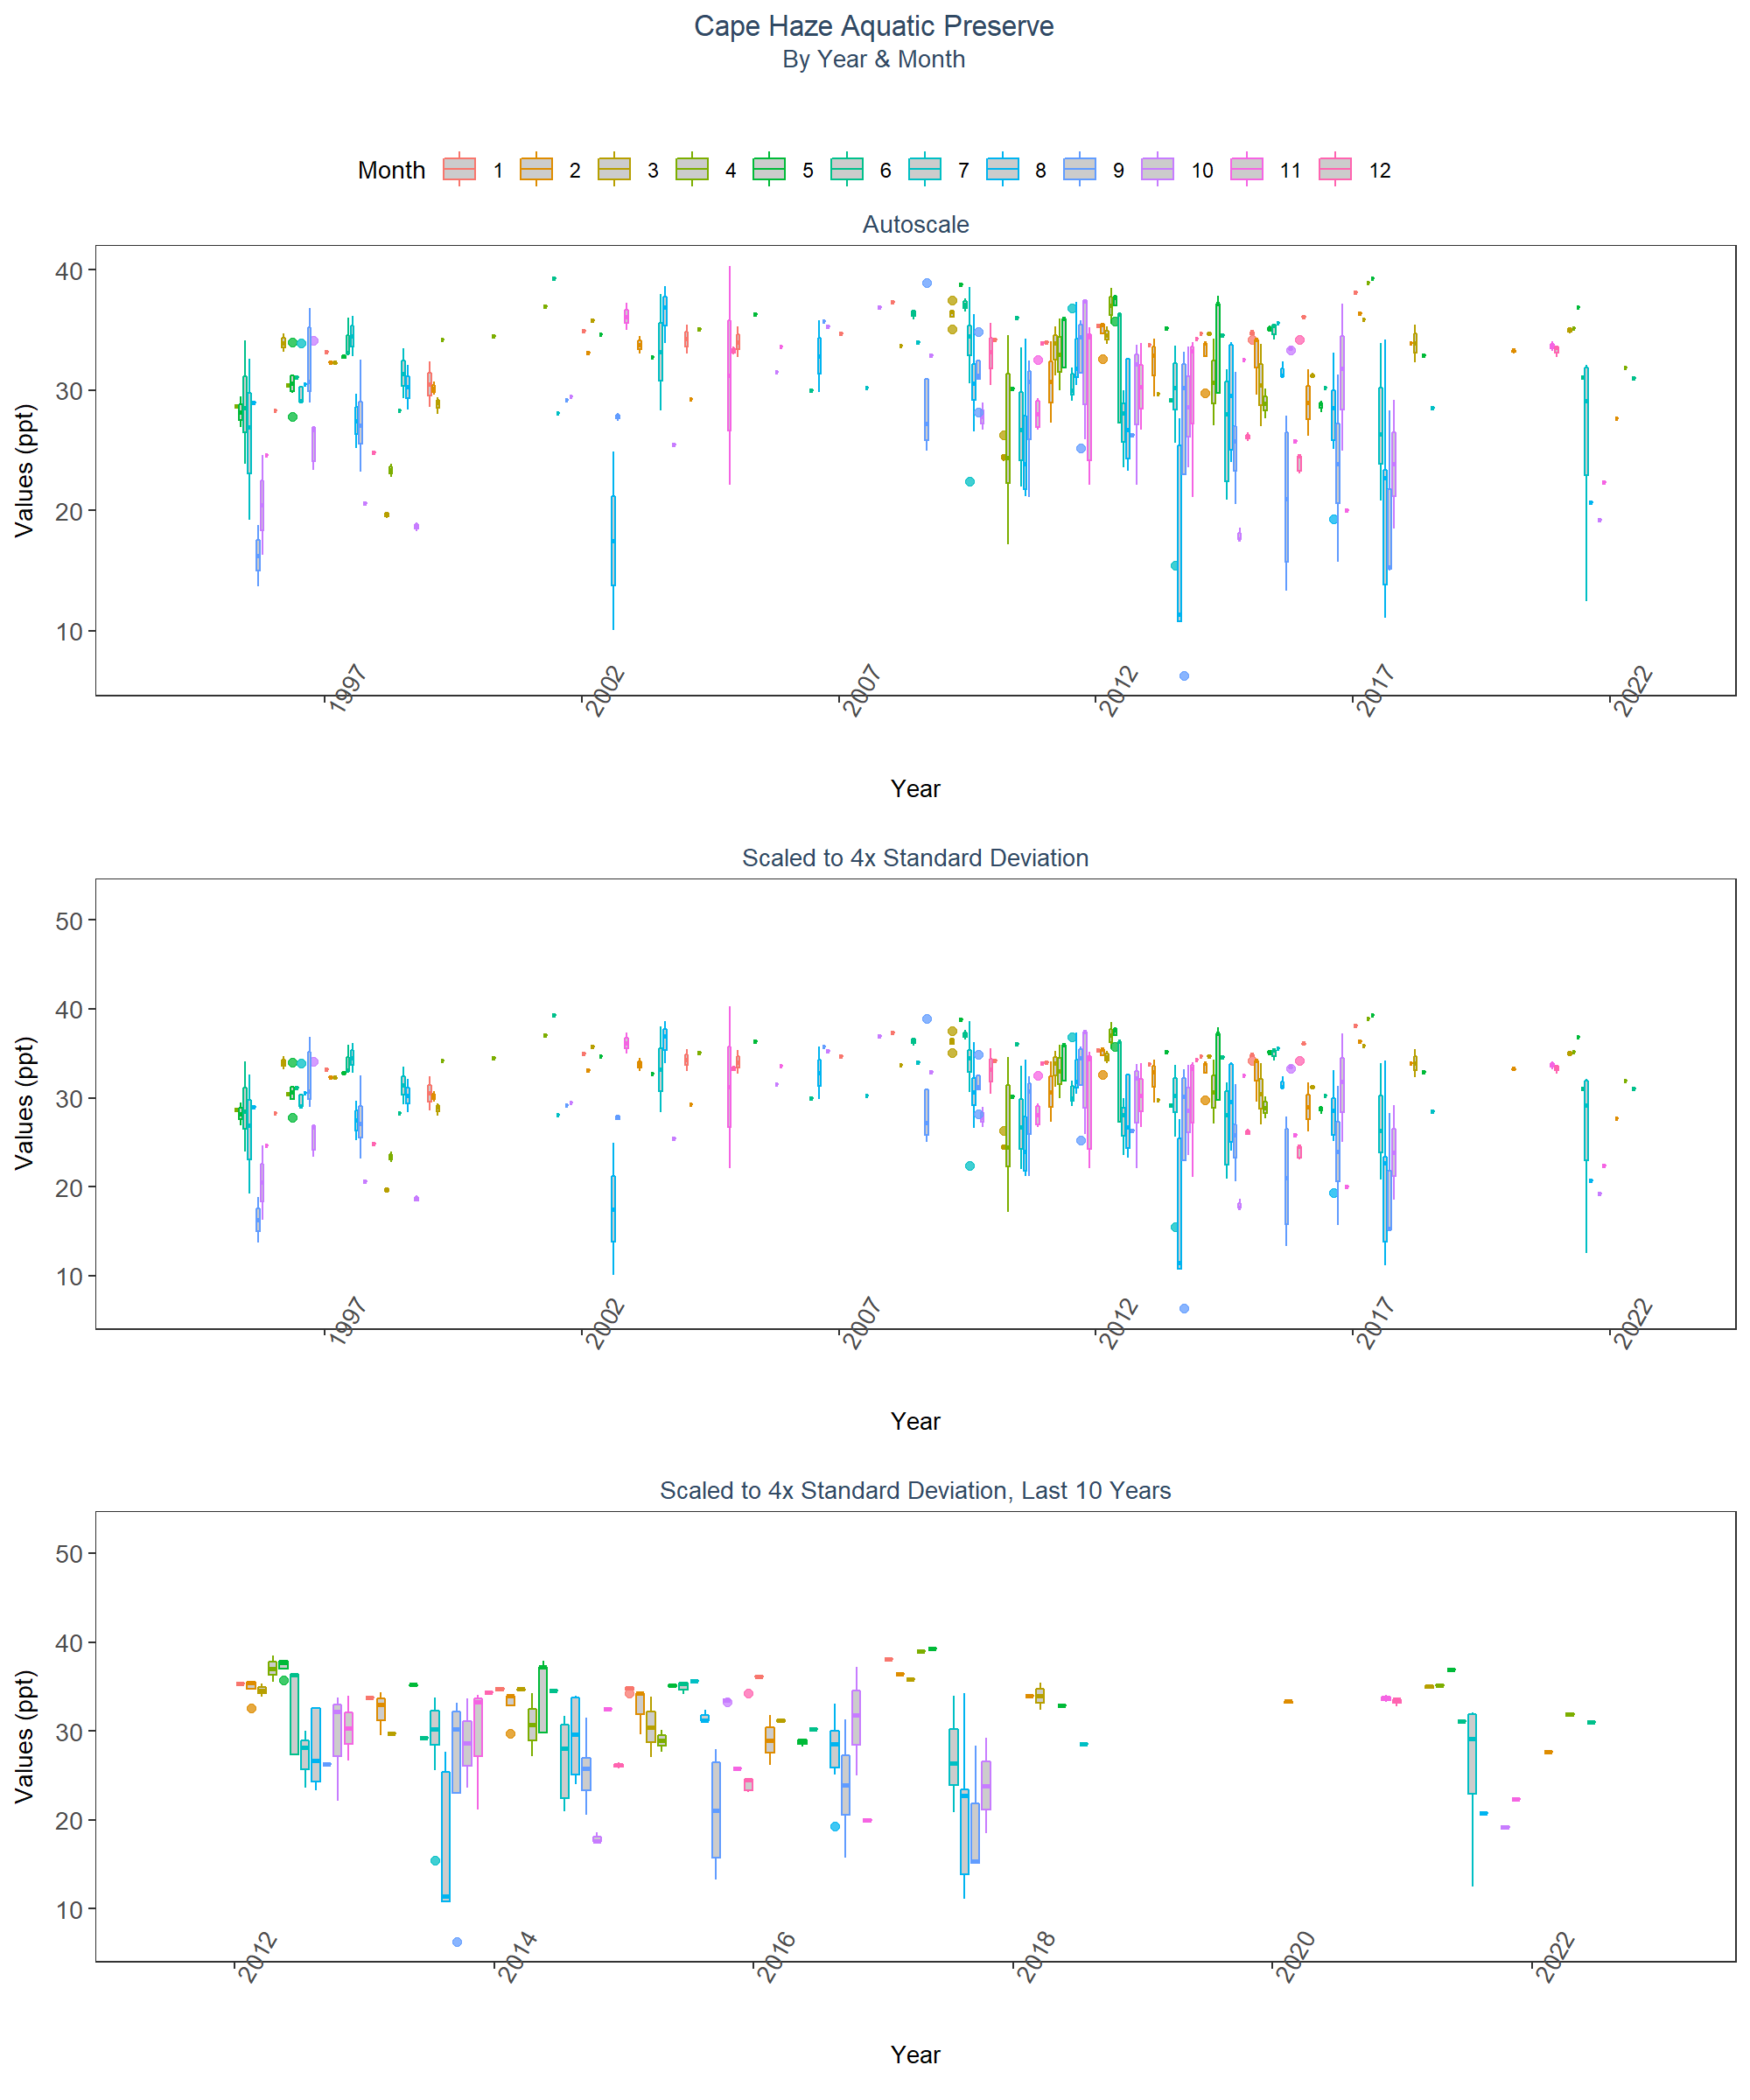 Cape Haze Aquatic Preserve
By Year & Month
Month 1 2 3 4 5 6 7 8 9 10 11 12
Autoscale
Values (ppt)
40
30
20
10
1997 2002 2007 2012 2017 2022
Year
Scaled to 4x Standard Deviation
Values (ppt)
50
40
30
20
10
1997 2002 2007 2012 2017 2022
Year
Scaled to 4x Standard Deviation, Last 10 Years
Values (ppt)
50
40
30
20
10
2012 2014 2016 2018 2020 2022
Year